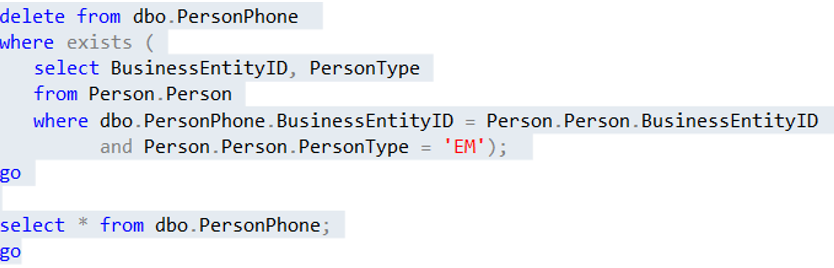 delete from dbo.PersonPhone
where exists (
select BusinessEntityID, PersonType
from Person.Person
where dbo.PersonPhone.BusinessEntityID = Person.Person.BusinessEntityID
and Person.Person.PersonType = 'EM');
go
select * from dbo.PersonPhone;
go